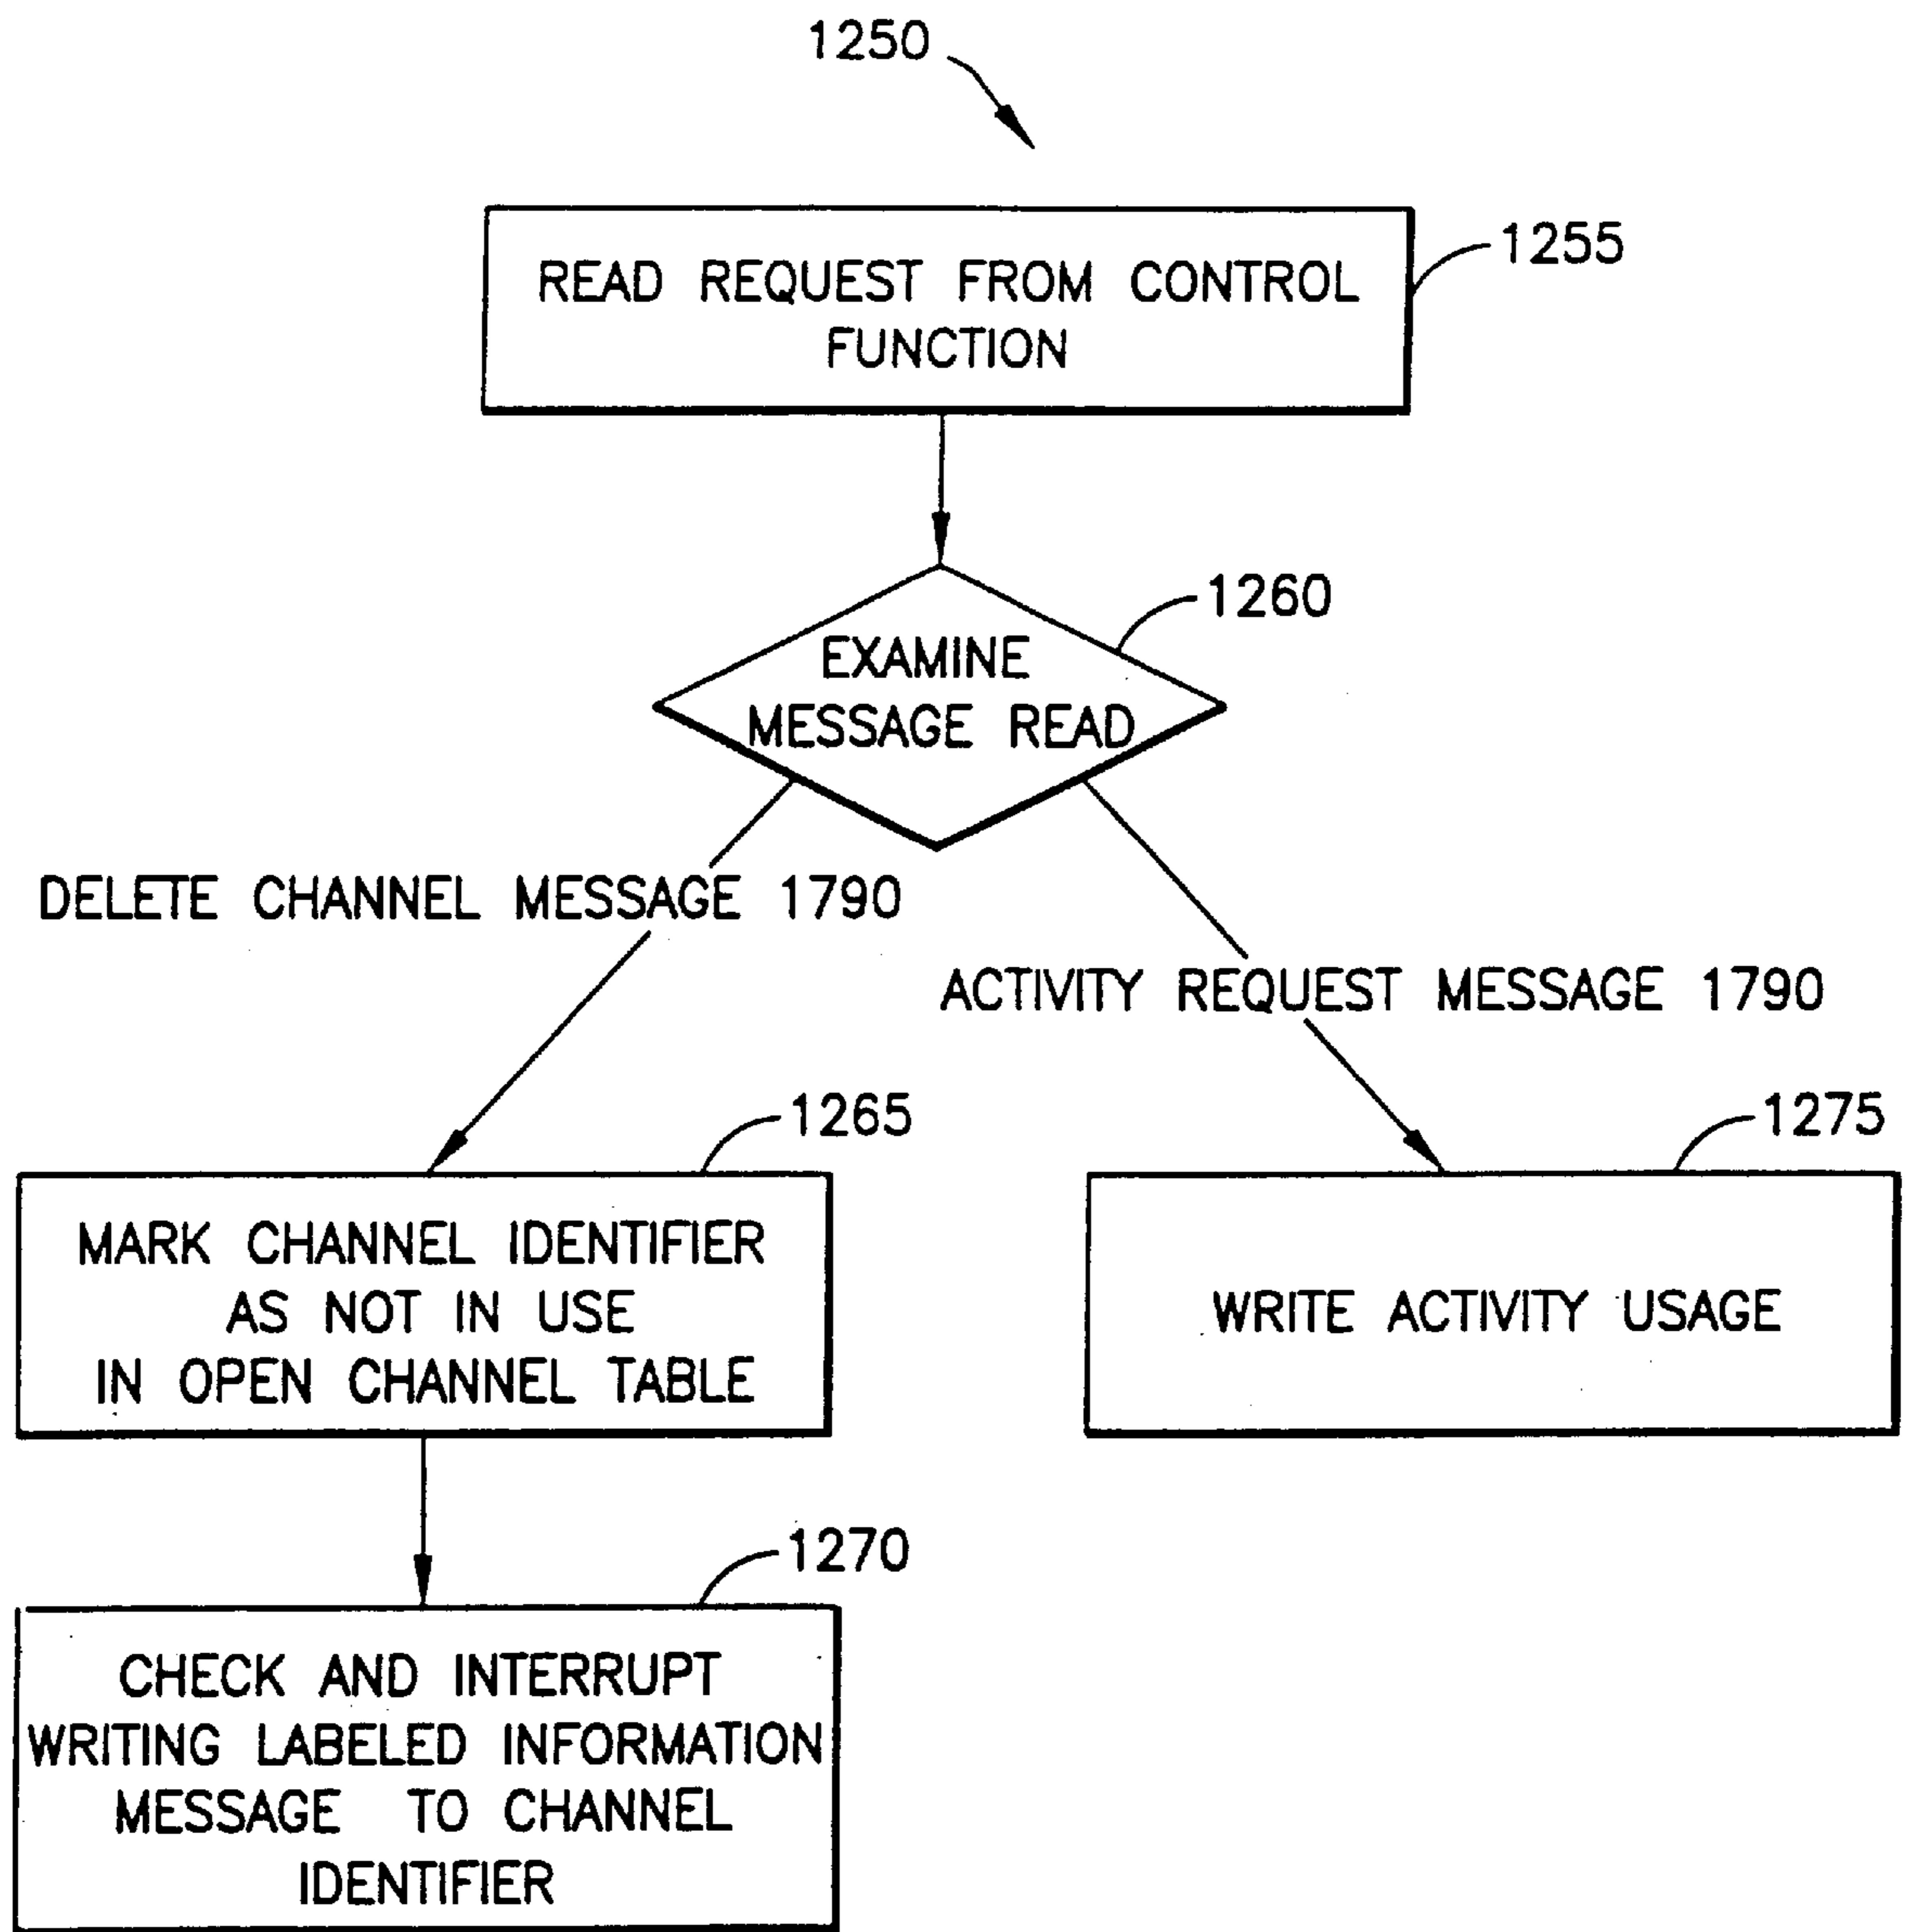 1250
READ REQUEST FROM CONTROL
FUNCTION
1255
EXAMINE
MESSAGE READ
1260
DELETE CHANNEL MESSAGE 1790
ACTIVITY REQUEST MESSAGE 1790
1265
MARK CHANNEL IDENTIFIER
AS NOT IN USE
IN OPEN CHANNEL TABLE
1275
WRITE ACTIVITY USAGE
1270
CHECK AND INTERRUPT
WRITING LABELED INFORMATION
MESSAGE TO CHANNEL
IDENTIFIER